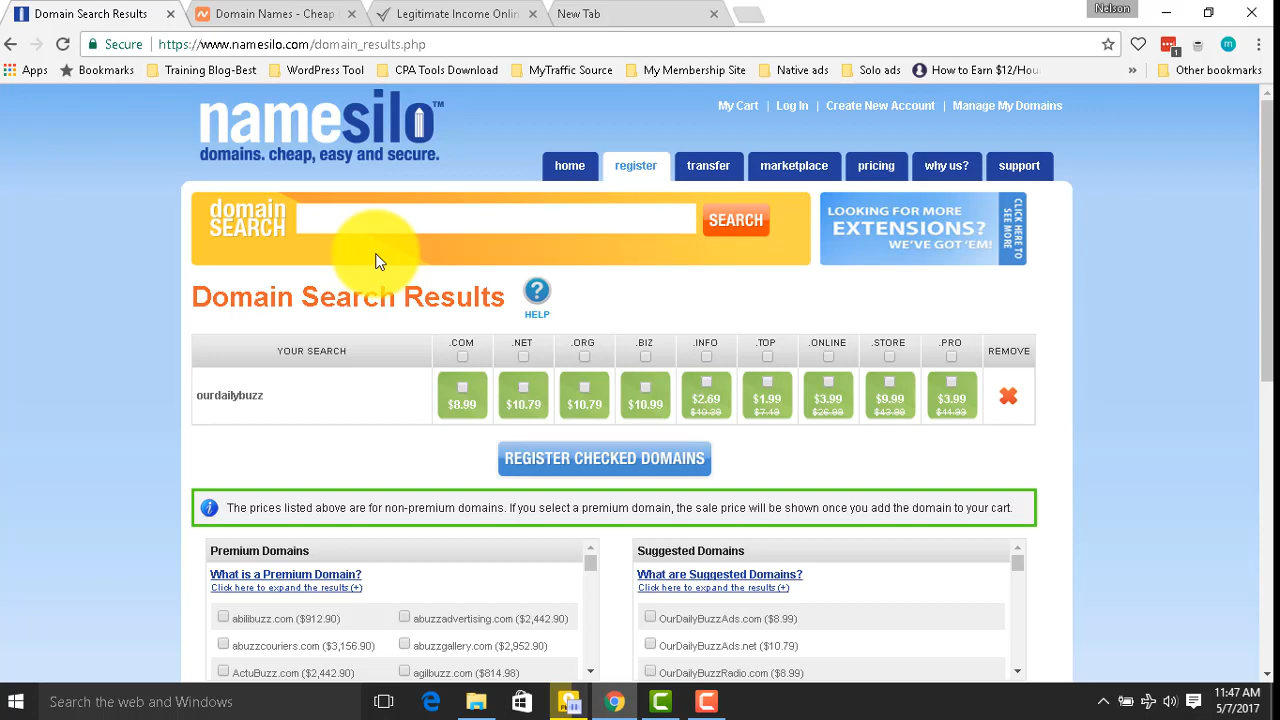 Domain Search Results
Domain Names - Cheap
Legitimate Income Onlin
New Tab
Nelson
Secure
https://www.namesilo.com/domain_results.php
1
m
Apps
Bookmarks
Training Blog-Best
WordPress Tool
CPA Tools Download
MyTraffic Source
My Membership Site
Native ads
Solo ads
How to Earn $12/Hou
Other bookmarks
namesilo™
domains. cheap, easy and secure.
My Cart | Log In | Create New Account | Manage My Domains
home
register
transfer
marketplace
pricing
why us?
support
domain
SEARCH
SEARCH
LOOKING FOR MORE
EXTENSIONS?
WE'VE GOT 'EM!
CLICK HERE TO
SEE MORE
Domain Search Results
?
HELP
YOUR SEARCH .COM .NET .ORG .BIZ .INFO .TOP .ONLINE .STORE .PRO REMOVE
ourdailybuzz $8.99 $10.79 $10.79 $10.99 $2.69 $1.99 $3.99 $9.99 $3.99
$10.39 $7.49 $26.99 $43.99 $11.99
REGISTER CHECKED DOMAINS
The prices listed above are for non-premium domains. If you select a premium domain, the sale price will be shown once you add the domain to your cart.
Premium Domains
What is a Premium Domain?
Click here to expand the results (+)
abilibuzz.com ($912.90)
abuzzadvertising.com ($2,442.90)
abuzzcouriers.com ($3,156.90)
abuzzgallery.com ($2,952.90)
ActuBuzz.com ($2,442.90)
agilbuzz.com ($814.98)
Suggested Domains
What are Suggested Domains?
Click here to expand the results (+)
OurDailyBuzzAds.com ($8.99)
OurDailyBuzzAds.net ($10.79)
OurDailyBuzzRadio.com ($8.99)
Search the web and Windows
11:47 AM
5/7/2017